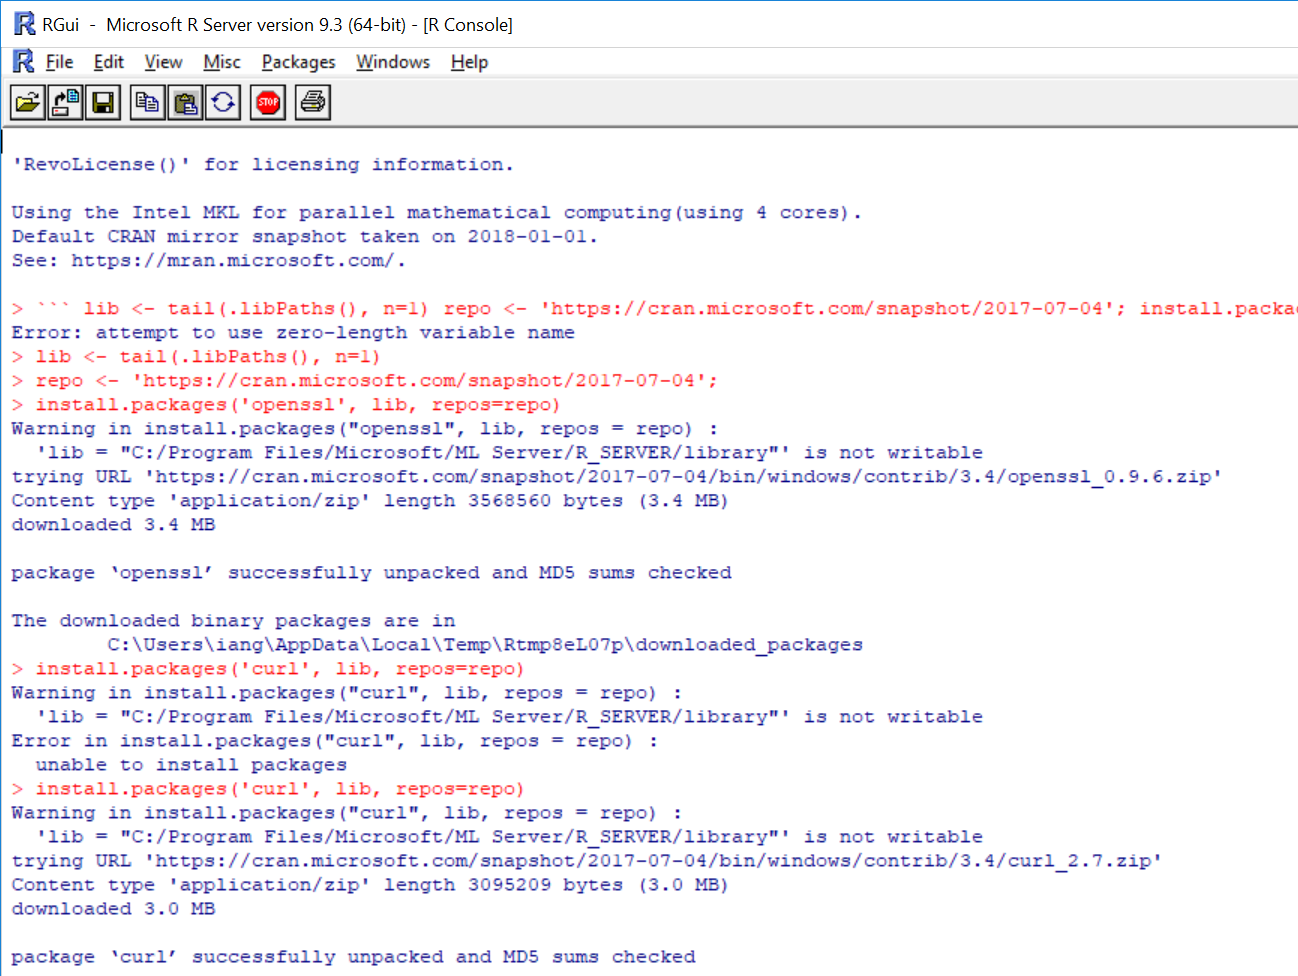 RGui - Microsoft R Server version 9.3 (64-bit) - [R Console]
File Edit View Misc Packages Windows Help
STOP
'RevoLicense()' for licensing information.
Using the Intel MKL for parallel mathematical computing(using 4 cores).
Default CRAN mirror snapshot taken on 2018-01-01.
See: https://mran.microsoft.com/.
> ``` lib <- tail(.libPaths(), n=1) repo <- 'https://cran.microsoft.com/snapshot/2017-07-04'; install.packa
Error: attempt to use zero-length variable name
> lib <- tail(.libPaths(), n=1)
> repo <- 'https://cran.microsoft.com/snapshot/2017-07-04';
> install.packages('openssl', lib, repos=repo)
Warning in install.packages("openssl", lib, repos = repo) :
  'lib = "C:/Program Files/Microsoft/ML Server/R_SERVER/library"' is not writable
trying URL 'https://cran.microsoft.com/snapshot/2017-07-04/bin/windows/contrib/3.4/openssl_0.9.6.zip'
Content type 'application/zip' length 3568560 bytes (3.4 MB)
downloaded 3.4 MB
package ‘openssl’ successfully unpacked and MD5 sums checked
The downloaded binary packages are in
        C:\Users\iang\AppData\Local\Temp\Rtmp8eL07p\downloaded_packages
> install.packages('curl', lib, repos=repo)
Warning in install.packages("curl", lib, repos = repo) :
  'lib = "C:/Program Files/Microsoft/ML Server/R_SERVER/library"' is not writable
Error in install.packages("curl", lib, repos = repo) :
  unable to install packages
> install.packages('curl', lib, repos=repo)
Warning in install.packages("curl", lib, repos = repo) :
  'lib = "C:/Program Files/Microsoft/ML Server/R_SERVER/library"' is not writable
trying URL 'https://cran.microsoft.com/snapshot/2017-07-04/bin/windows/contrib/3.4/curl_2.7.zip'
Content type 'application/zip' length 3095209 bytes (3.0 MB)
downloaded 3.0 MB
package ‘curl’ successfully unpacked and MD5 sums checked